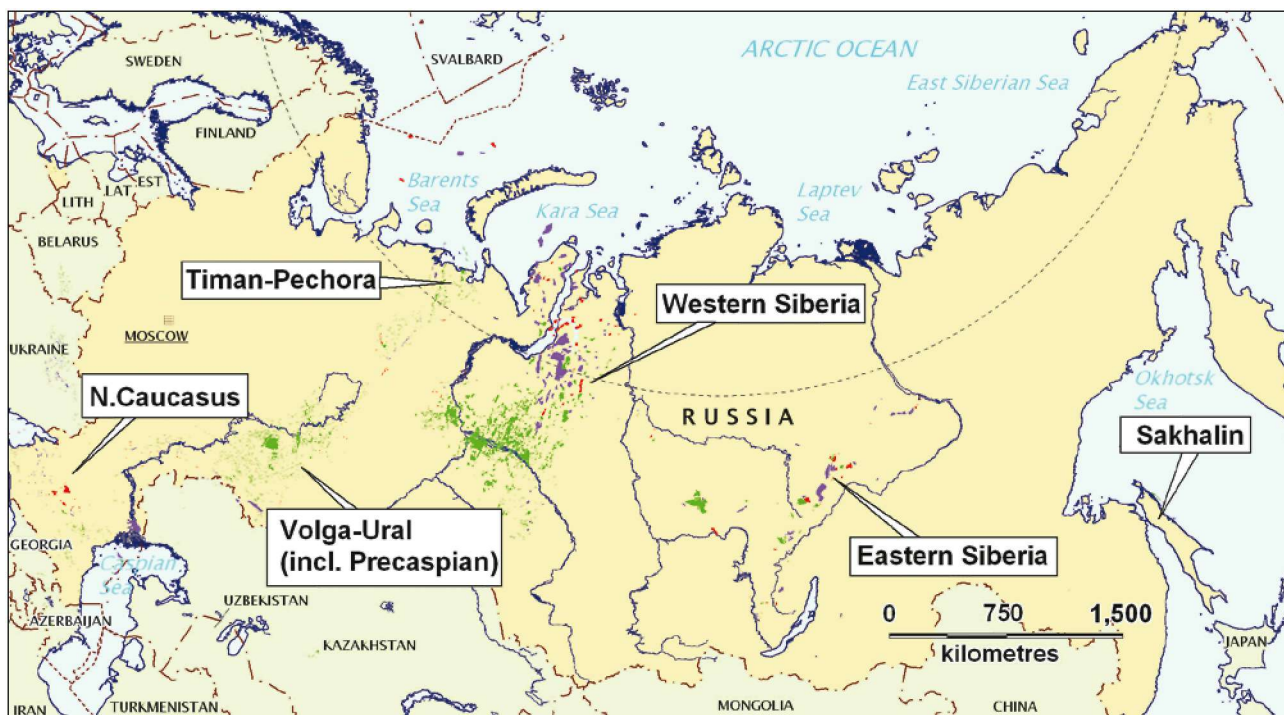 ARCTIC OCEAN
SVALBARD
SWEDEN
East Siberian Sea
FINLAND
Barents
Sea
Kara Sea
Laptev
Sea
EST
LAT
LITH
BELARUS
Timan-Pechora
Western Siberia
MOSCOW
UKRAINE
N.Caucasus
RUSSIA
Okhotsk
Sea
Sakhalin
Volga-Ural
(incl. Precaspian)
Eastern Siberia
GEORGIA
Caspian
Sea
AZERBAIJAN
UZBEKISTAN
KAZAKHSTAN
0 750 1,500
kilometres
JAPAN
IRAN
TURKMENISTAN
MONGOLIA
CHINA